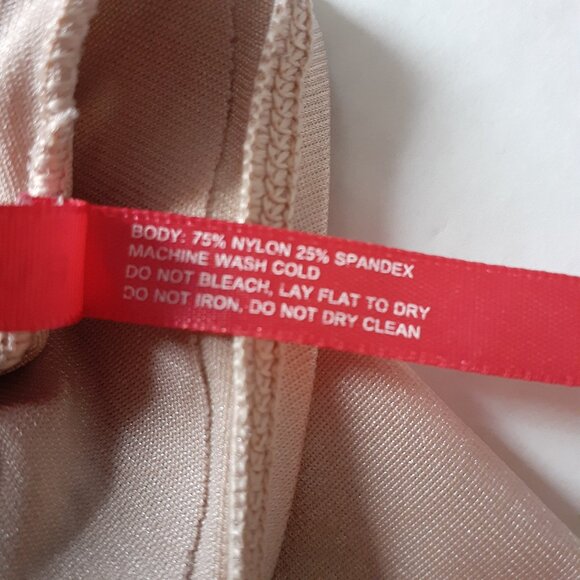 BODY: 75% NYLON 25% SPANDEX
MACHINE WASH COLD
DO NOT BLEACH, LAY FLAT TO DRY
DO NOT IRON, DO NOT DRY CLEAN